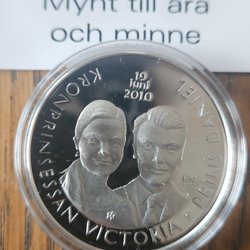 Mynt till ära
och minne
KRONPRINSESSAN VICTORIA · PRINS DANIEL
19
juni
2010